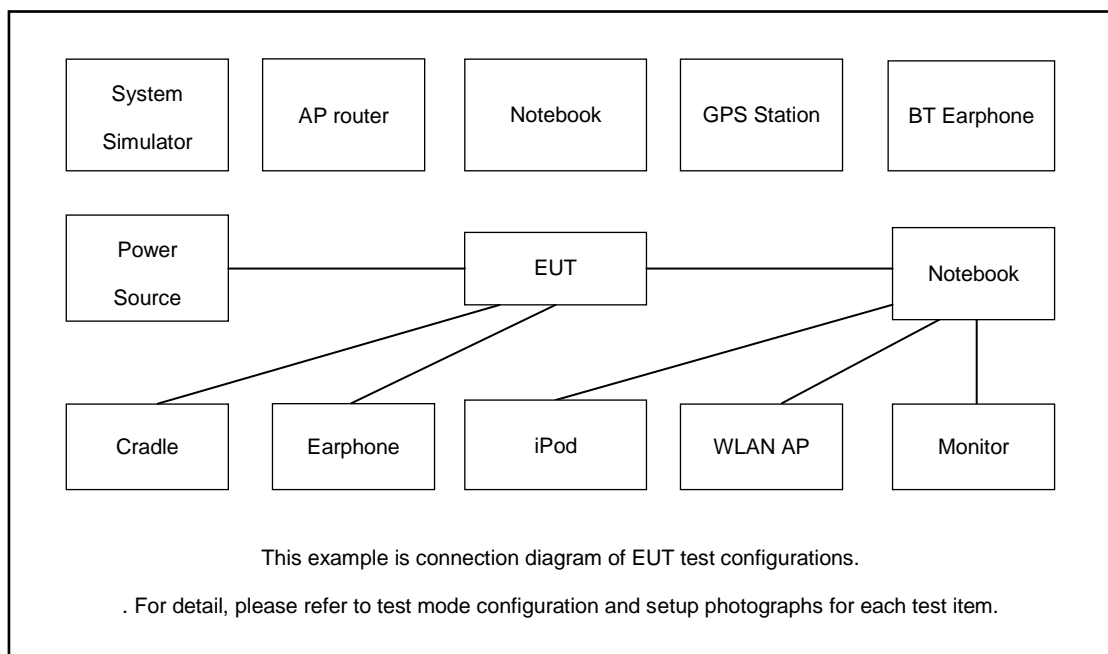 System
Simulator
AP router
Notebook
GPS Station
BT Earphone
Power
Source
EUT
Notebook
Cradle
Earphone
iPod
WLAN AP
Monitor
This example is connection diagram of EUT test configurations.
. For detail, please refer to test mode configuration and setup photographs for each test item.